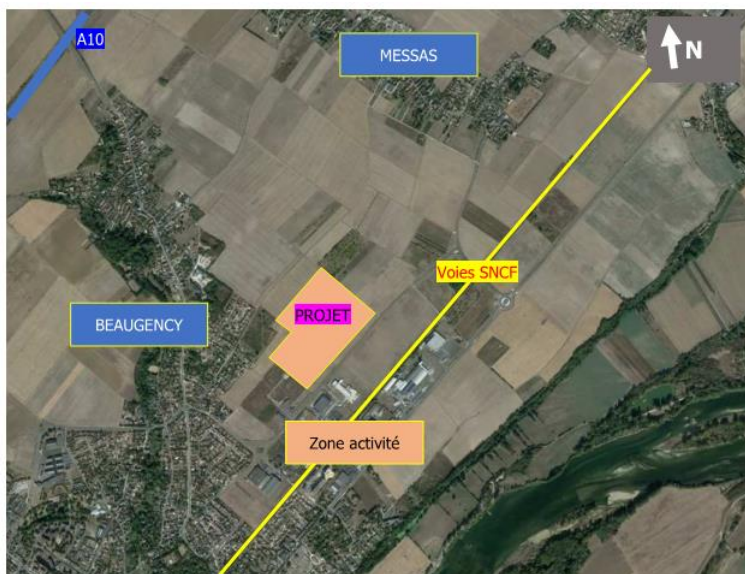 A10
MESSAS
N
Voies SNCF
PROJET
BEAUGENCY
Zone activité